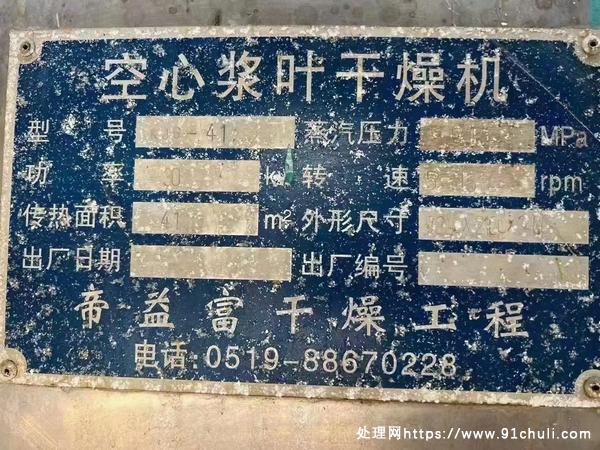 空心浆叶干燥机
型 号 -41 蒸汽压力 MPa
功 率 K 转 速 rpm
传热面积 41 m² 外形尺寸
出厂日期 出厂编号
帝益富干燥工程
电话:0519-88670228
处理网https://www.91chuli.com